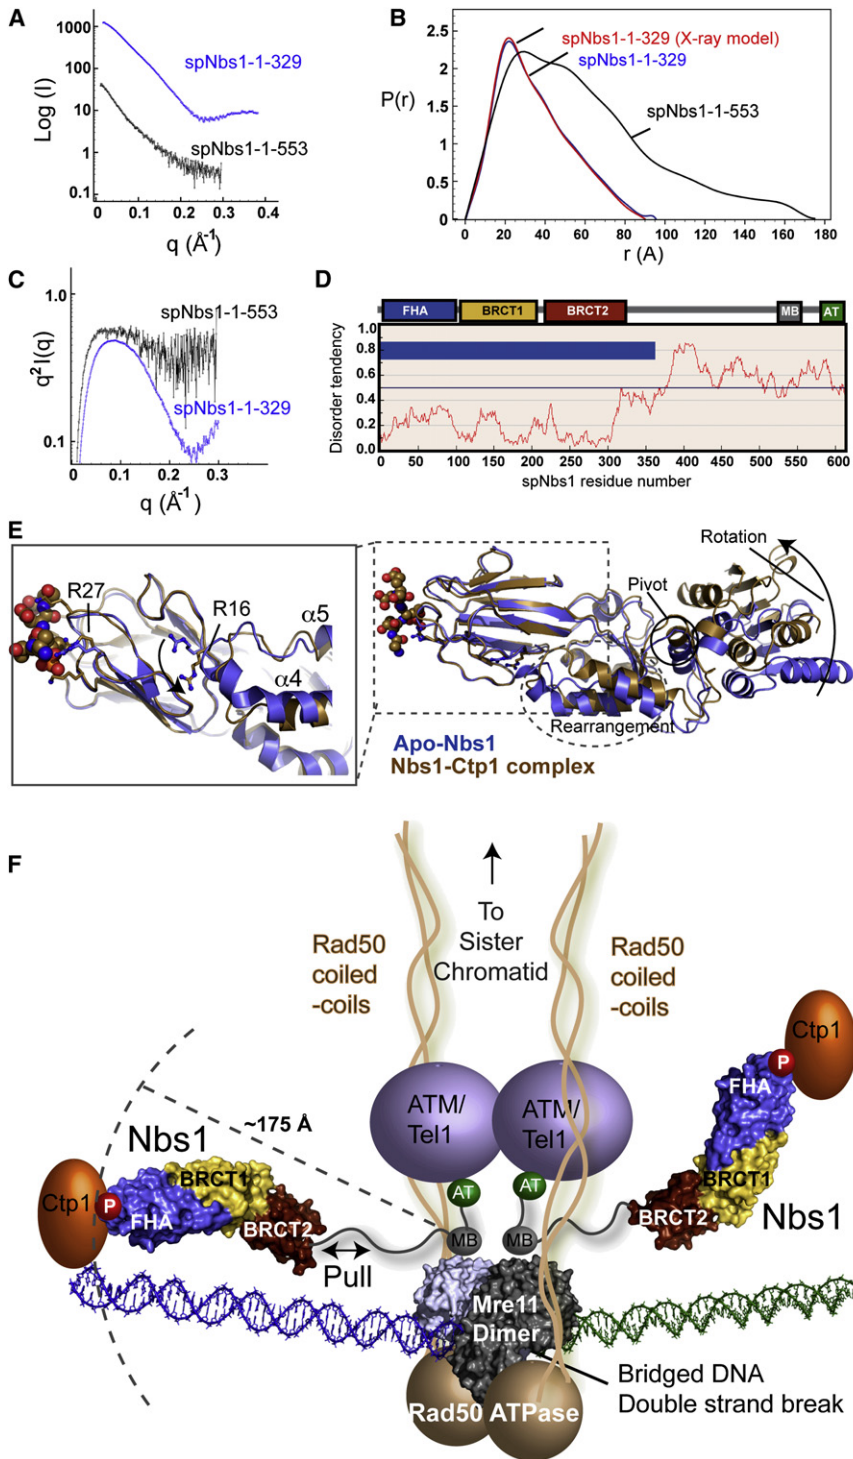 A
Log (I)
1000
100
10
1
0.1
spNbs1-1-329
spNbs1-1-553
0 0.1 0.2 0.3 0.4
q (Å-1)
B
P(r)
2.5
2
1.5
1
0.5
0
spNbs1-1-329 (X-ray model)
spNbs1-1-329
spNbs1-1-553
0 20 40 60 80 100 120 140 160 180
r (A)
C
q2I(q)
1.0
0.1
spNbs1-1-553
spNbs1-1-329
0 0.1 0.2 0.3
q (Å-1)
D
FHA BRCT1 BRCT2 MB AT
Disorder tendency
1.0
0.8
0.6
0.4
0.2
0.0
0 50 100 150 200 250 300 350 400 450 500 550 600
spNbs1 residue number
E
R27
R16
α5
α4
Rotation
Pivot
Rearrangement
Apo-Nbs1
Nbs1-Ctp1 complex
F
To
Sister
Chromatid
Rad50
coiled
-coils
Rad50
coiled
-coils
Ctp1
P
FHA
BRCT1
BRCT2
Nbs1
ATM/
Tel1
ATM/
Tel1
~175 Å
Nbs1
Ctp1
P
FHA
BRCT1
BRCT2
AT
AT
MB
MB
Pull
Mre11
Dimer
Bridged DNA
Double strand break
Rad50 ATPase